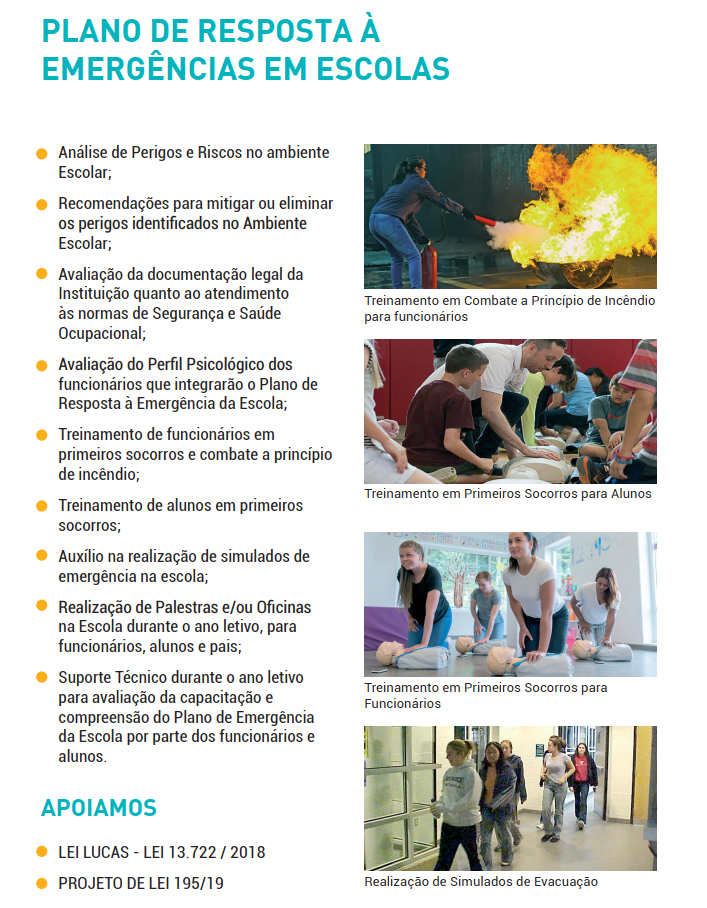 PLANO DE RESPOSTA À
EMERGÊNCIAS EM ESCOLAS
Análise de Perigos e Riscos no ambiente
Escolar;
Recomendações para mitigar ou eliminar
os perigos identificados no Ambiente
Escolar;
Avaliação da documentação legal da
Instituição quanto ao atendimento
às normas de Segurança e Saúde
Ocupacional;
Avaliação do Perfil Psicológico dos
funcionários que integrarão o Plano de
Resposta à Emergência da Escola;
Treinamento de funcionários em
primeiros socorros e combate a princípio
de incêndio;
Treinamento de alunos em primeiros
socorros;
Auxílio na realização de simulados de
emergência na escola;
Realização de Palestras e/ou Oficinas
na Escola durante o ano letivo, para
funcionários, alunos e pais;
Suporte Técnico durante o ano letivo
para avaliação da capacitação e
compreensão do Plano de Emergência
da Escola por parte dos funcionários e
alunos.
APOIAMOS
LEI LUCAS - LEI 13.722 / 2018
PROJETO DE LEI 195/19
Treinamento em Combate a Princípio de Incêndio
para funcionários
Treinamento em Primeiros Socorros para Alunos
Treinamento em Primeiros Socorros para
Funcionários
Realização de Simulados de Evacuação